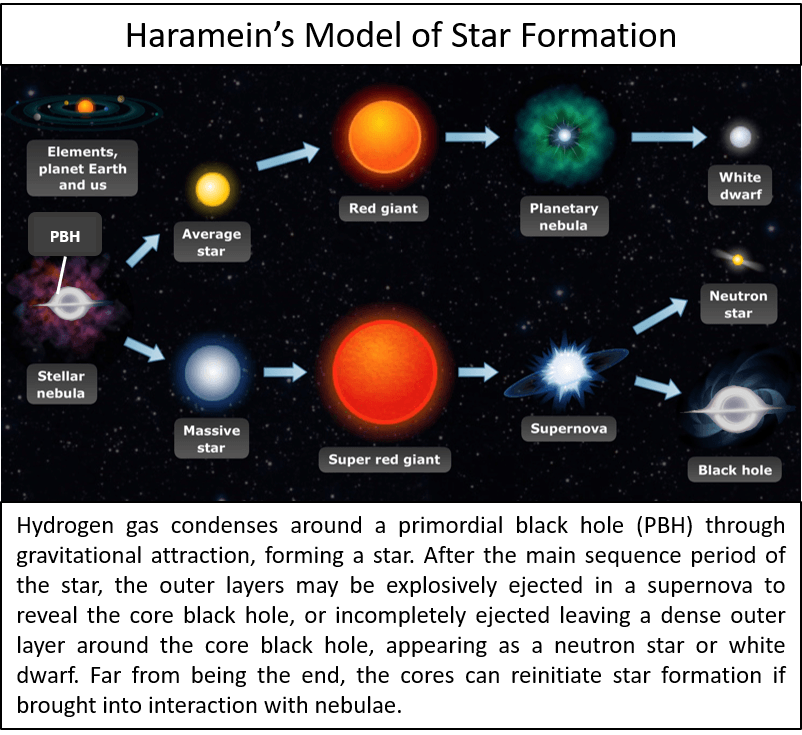 Haramein’s Model of Star Formation
Elements,
planet Earth
and us
PBH
Stellar
nebula
Average
star
Red giant
Planetary
nebula
White
dwarf
Massive
star
Super red giant
Supernova
Neutron
star
Black hole
Hydrogen gas condenses around a primordial black hole (PBH) through
gravitational attraction, forming a star. After the main sequence period of
the star, the outer layers may be explosively ejected in a supernova to
reveal the core black hole, or incompletely ejected leaving a dense outer
layer around the core black hole, appearing as a neutron star or white
dwarf. Far from being the end, the cores can reinitiate star formation if
brought into interaction with nebulae.